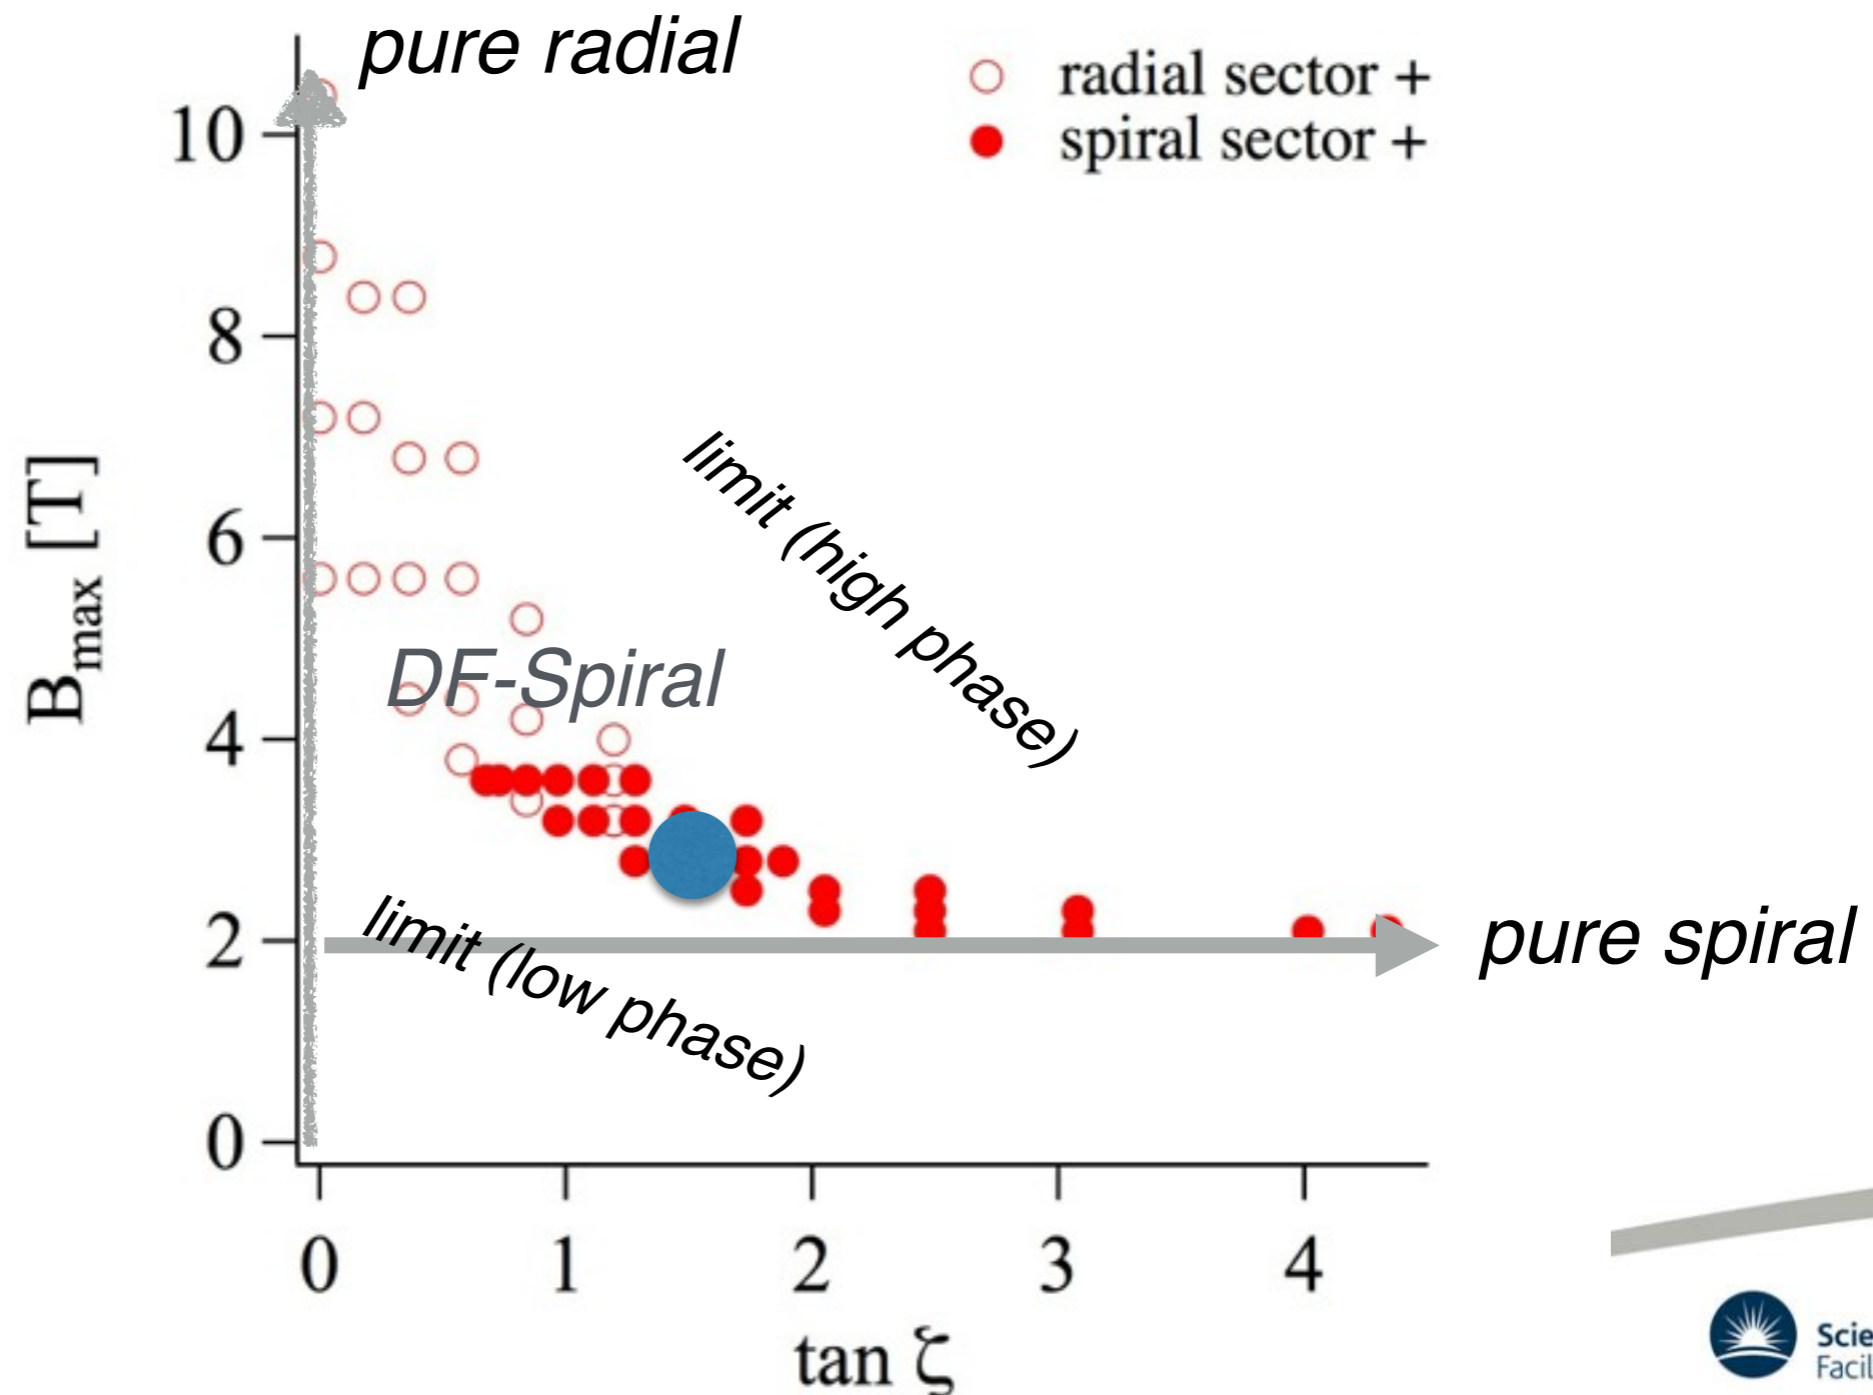 pure radial
radial sector +
spiral sector +
10
8
6
4
2
0
Bmax [T]
limit (high phase)
DF-Spiral
limit (low phase)
pure spiral
0 1 2 3 4
tan ζ